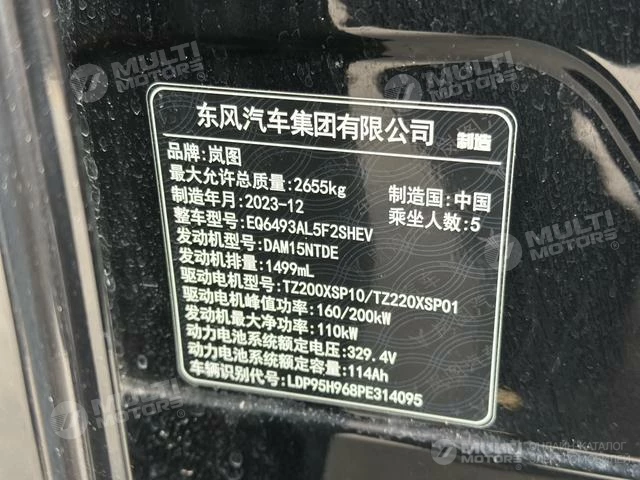 东风汽车集团有限公司 制造
品牌:岚图
最大允许总质量:2655kg
制造年月:2023-12
制造国:中国
整车型号:EQ6493AL5F2SHEV
乘坐人数:5
发动机型号:DAM15NTDE
发动机排量:1499mL
驱动电机型号:TZ200XSP10/TZ220XSP01
驱动电机峰值功率:160/200kW
发动机最大净功率:110kW
动力电池系统额定电压:329.4V
动力电池系统额定容量:114Ah
车辆识别代号:LDP95H968PE314095
MULTI MOTORS
MULTI MOTORS
MULTI MOTORS
MULTI MOTORS
ОНЛАЙН-КАТАЛОГ
ЭЛЕКТРОМОБИЛЕЙ